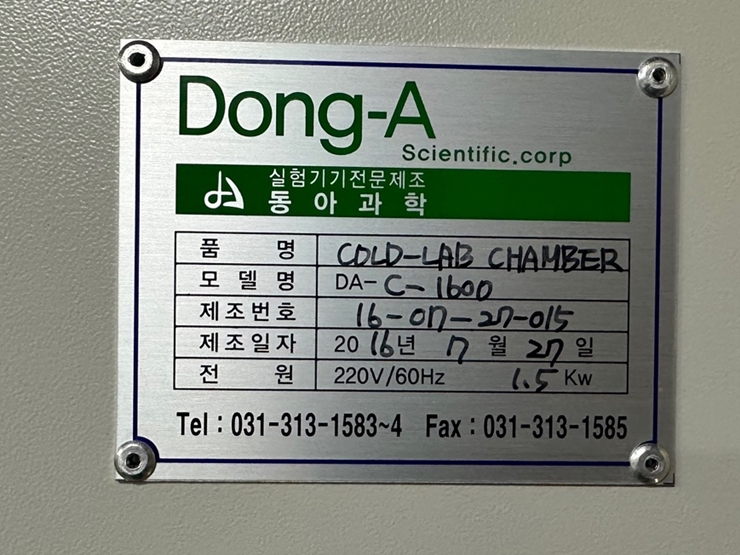 Dong-A
Scientific.corp
실험기기전문제조
동아과학
품 명 COLD-LAB CHAMBER
모델명 DA-C-1600
제조번호 16-07-27-015
제조일자 2016년 7월 27일
전 원 220V/60Hz 1.5 Kw
Tel : 031-313-1583~4 Fax : 031-313-1585